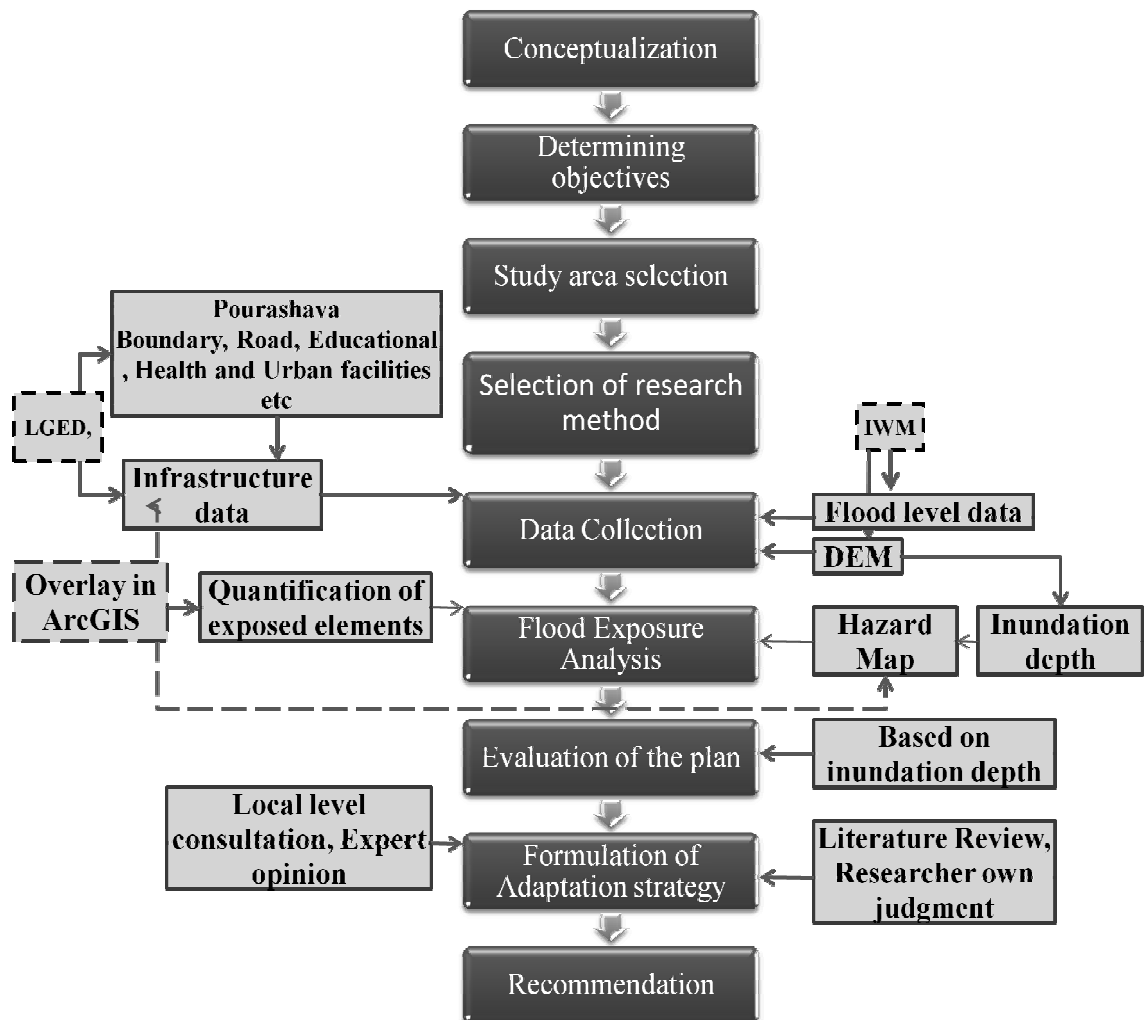 Conceptualization
Determining
objectives
Study area selection
Pourashava
Boundary, Road, Educational
, Health and Urban facilities
etc
Selection of research
method
LGED,
IWM
Infrastructure
data
Data Collection
Flood level data
DEM
Overlay in
ArcGIS
Quantification of
exposed elements
Flood Exposure
Analysis
Hazard
Map
Inundation
depth
Evaluation of the plan
Based on
inundation depth
Local level
consultation, Expert
opinion
Formulation of
Adaptation strategy
Literature Review,
Researcher own
judgment
Recommendation